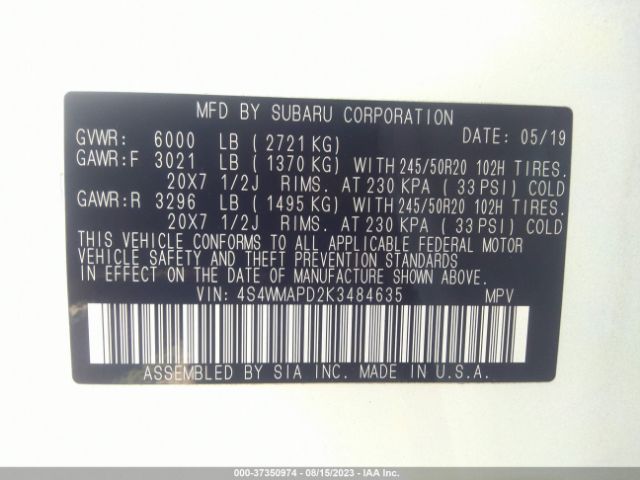 MFD BY SUBARU CORPORATION
GVWR: 6000 LB ( 2721 KG) DATE: 05/19
GAWR:F 3021 LB ( 1370 KG) WITH 245/50R20 102H TIRES.
20X7 1/2J RIMS. AT 230 KPA ( 33 PSI) COLD
GAWR:R 3296 LB ( 1495 KG) WITH 245/50R20 102H TIRES.
20X7 1/2J RIMS. AT 230 KPA ( 33 PSI) COLD
THIS VEHICLE CONFORMS TO ALL APPLICABLE FEDERAL MOTOR
VEHICLE SAFETY AND THEFT PREVENTION STANDARDS
IN EFFECT ON THE DATE OF MANUFACTURE SHOWN ABOVE.
VIN: 4S4WMAPD2K3484635 MPV
ASSEMBLED BY SIA INC. MADE IN U.S.A.
000-37350974 - 08/15/2023 - IAA Inc.